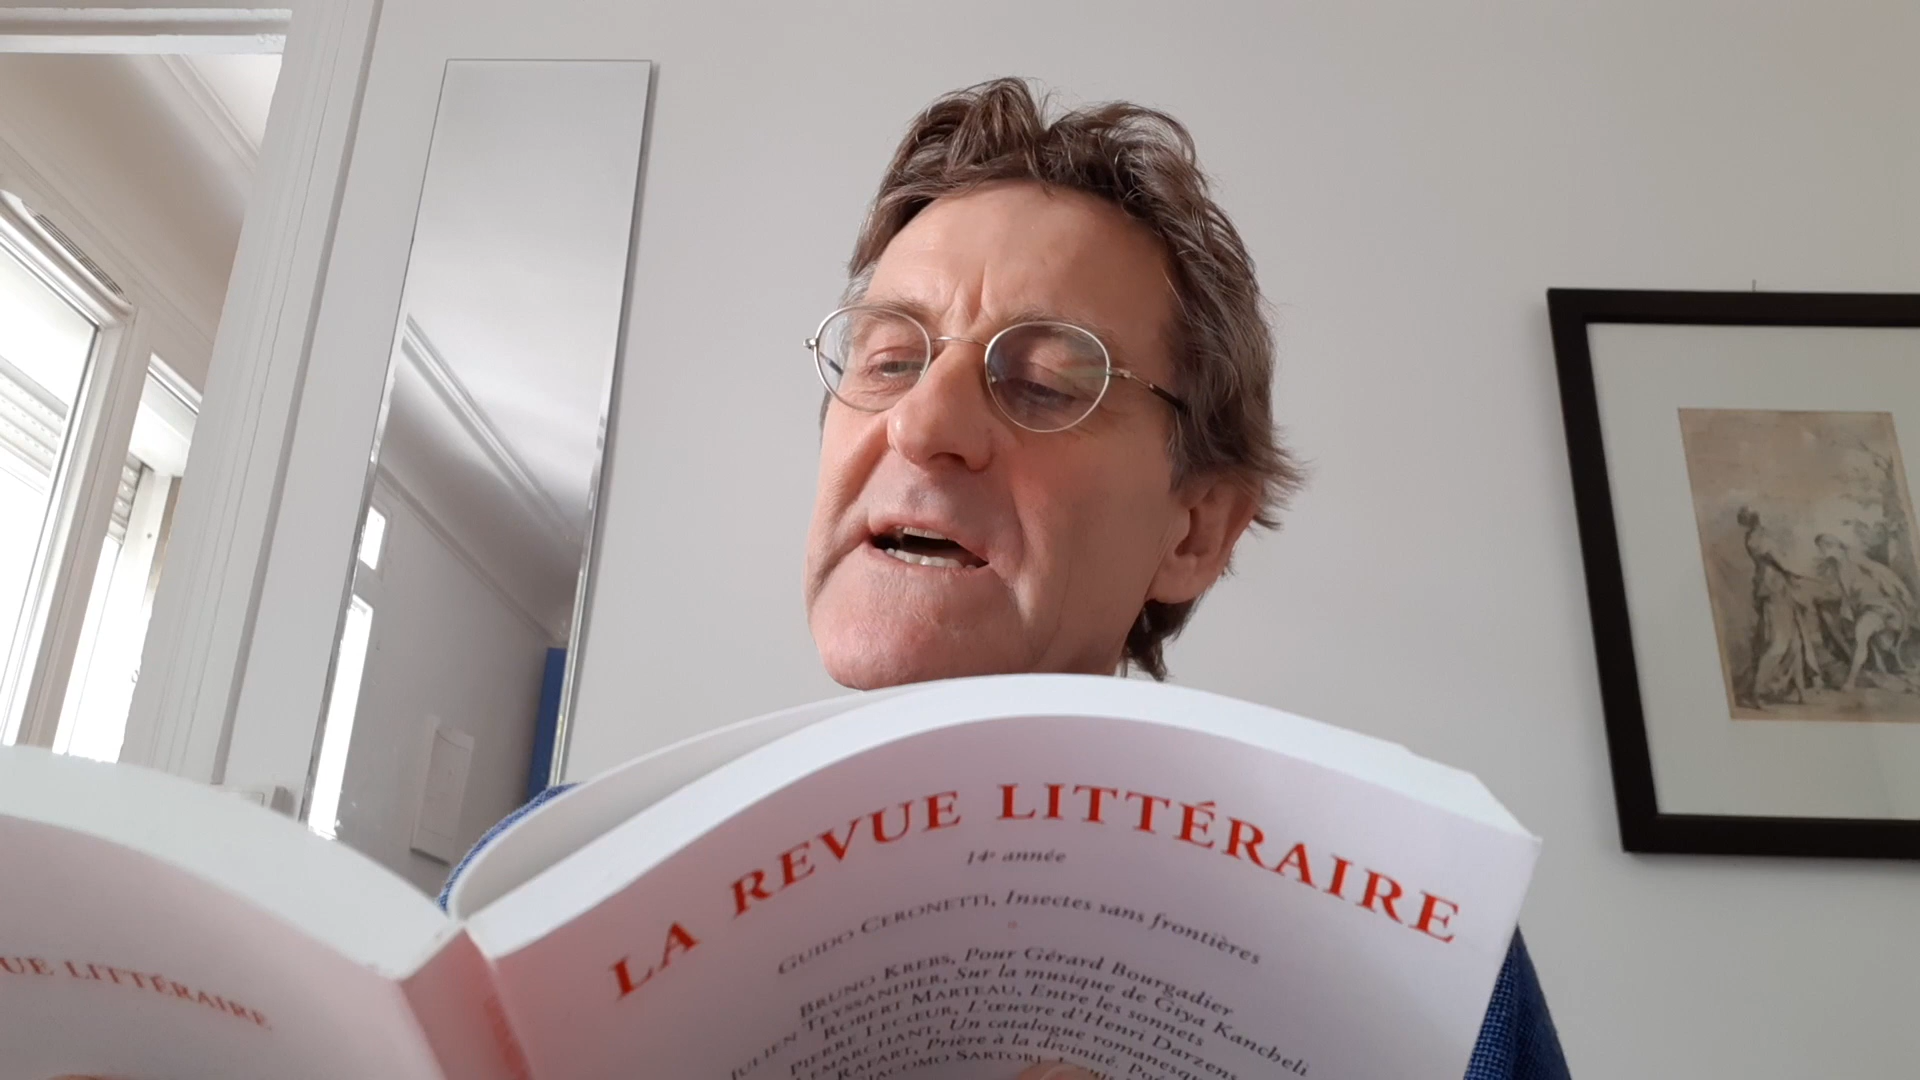 LA REVUE LITTÉRAIRE
14e année
GUIDO CERONETTI, Insectes sans frontières
BRUNO KREBS, Pour Gérard Bourgadier
JULIEN TEYSSANDIER, Sur la musique de Giya Kancheli
ROBERT MARTEAU, Entre les sonnets
PIERRE LECŒUR, L'œuvre d'Henri Darzens
LEMARCHANT, Un catalogue romanesque
RAFART, Prière à la divinité.
GIACOMO SARTORI
UE LITTÉRAIRE